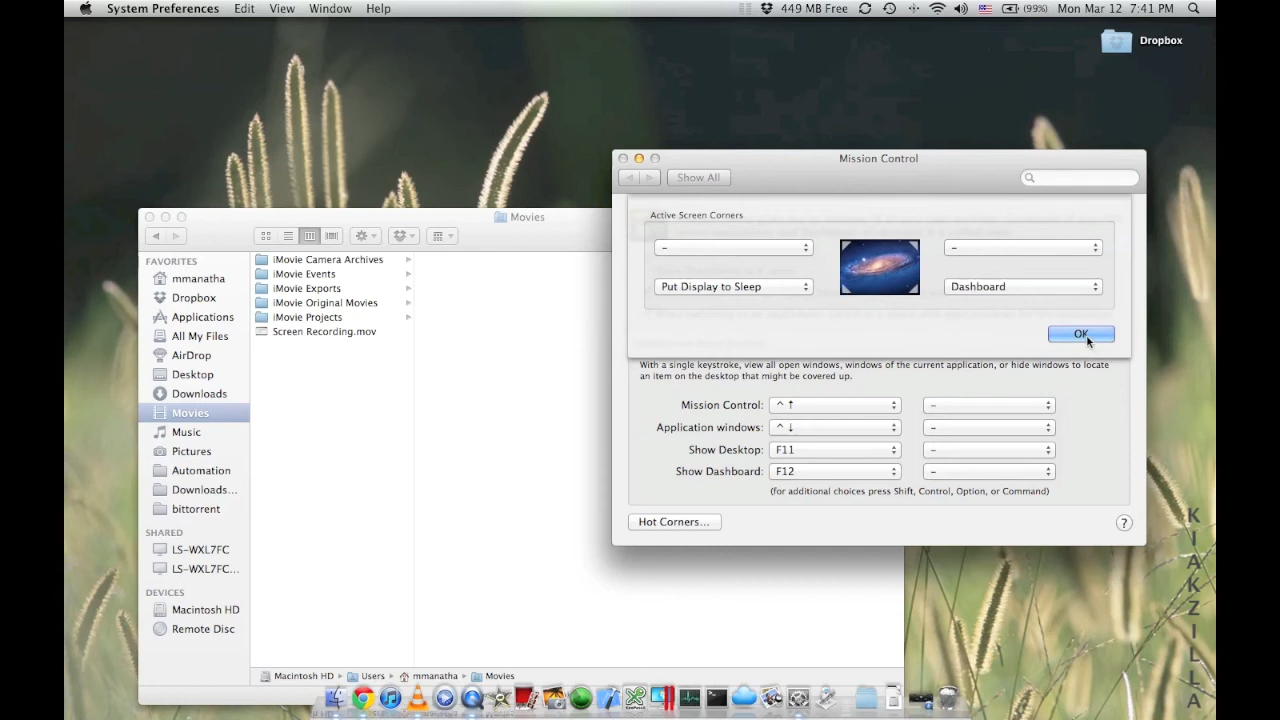 System Preferences Edit View Window Help 449 MB Free (99%) Mon Mar 12 7:41 PM
Dropbox
Mission Control
Show All
Active Screen Corners
–
–
Put Display to Sleep
Dashboard
OK
With a single keystroke, view all open windows, windows of the current application, or hide windows to locate
an item on the desktop that might be covered up.
Mission Control: ^ ↑ –
Application windows: ^ ↓ –
Show Desktop: F11 –
Show Dashboard: F12 –
(for additional choices press Shift, Control, Option, or Command)
Hot Corners...
?
Movies
FAVORITES
mmanatha
Dropbox
Applications
All My Files
AirDrop
Desktop
Downloads
Movies
Music
Pictures
Automation
Downloads...
bittorrent
SHARED
LS-WXL7FC
LS-WXL7FC...
DEVICES
Macintosh HD
Remote Disc
iMovie Camera Archives
iMovie Events
iMovie Exports
iMovie Original Movies
iMovie Projects
Screen Recording.mov
Macintosh HD Users mmanatha Movies
KIAKZILLA